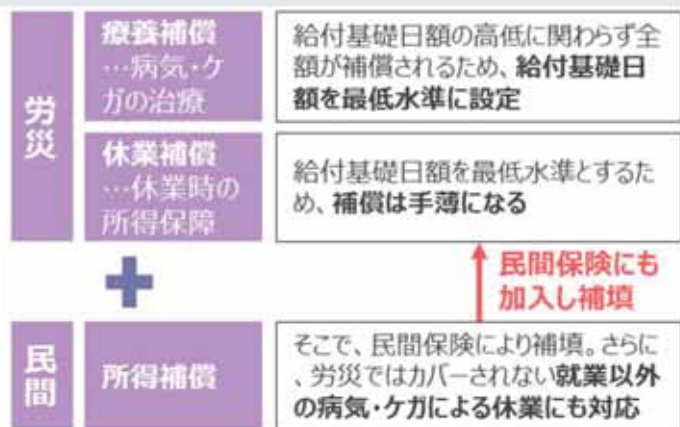 労災
療養補償
…病気・ケ
ガの治療
給付基礎日額の高低に関わらず全
額が補償されるため、給付基礎日
額を最低水準に設定
休業補償
…休業時の
所得保障
給付基礎日額を最低水準とするた
め、補償は手薄になる
民間保険にも
加入し補填
民間
所得補償
そこで、民間保険により補填。さらに
、労災ではカバーされない就業以外
の病気・ケガによる休業にも対応